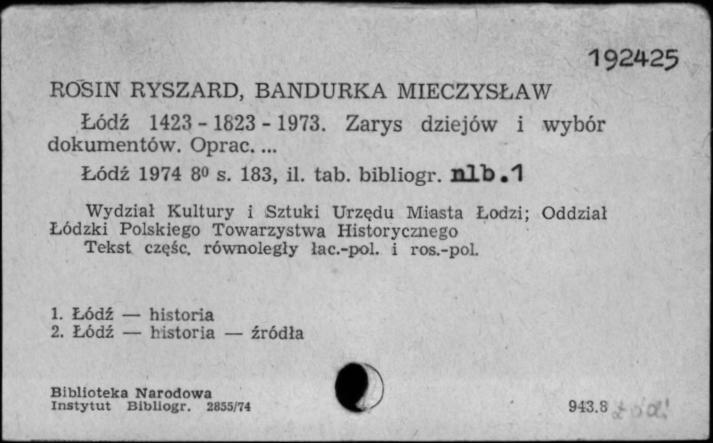 192425
ROSIN RYSZARD, BANDURKA MIECZYSŁAW
Łódź 1423 - 1823 - 1973. Zarys dziejów i wybór
dokumentów. Oprac. ...
Łódź 1974 8⁰ s. 183, il. tab. bibliogr. nlb.1
Wydział Kultury i Sztuki Urzędu Miasta Łodzi; Oddział
Łódzki Polskiego Towarzystwa Historycznego
Tekst częśc. równoległy łac.-pol. i ros.-pol.
1. Łódź — historia
2. Łódź — historia — źródła
Biblioteka Narodowa
Instytut Bibliogr. 2855/74
943.8 Łódź